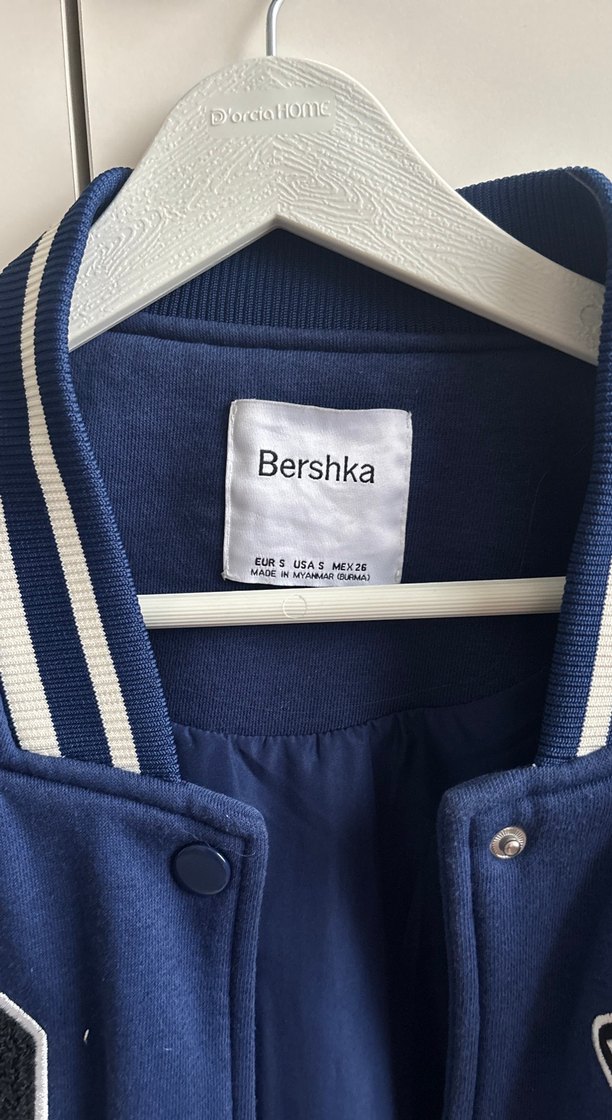 D'orcia HOME
Bershka
EUR S USA S MEX 26
MADE IN MYANMAR (BURMA)